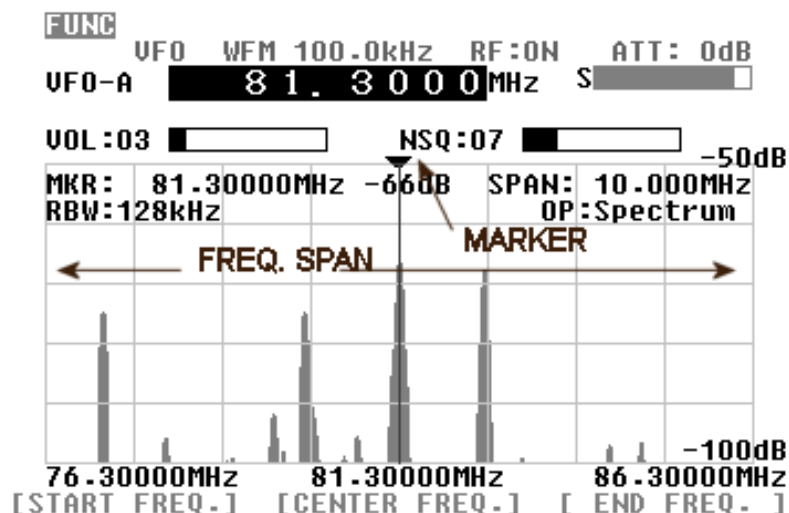 FUNC
VFO WFM 100.0kHz RF:ON ATT: 0dB
VFO-A 81.3000MHz S
VOL:03 NSQ:07
-50dB
MKR: 81.30000MHz -66dB SPAN: 10.000MHz
RBW:128kHz OP:Spectrum
MARKER
FREQ. SPAN
-100dB
76.30000MHz 81.30000MHz 86.30000MHz
[START FREQ.] [CENTER FREQ.] [ END FREQ. ]